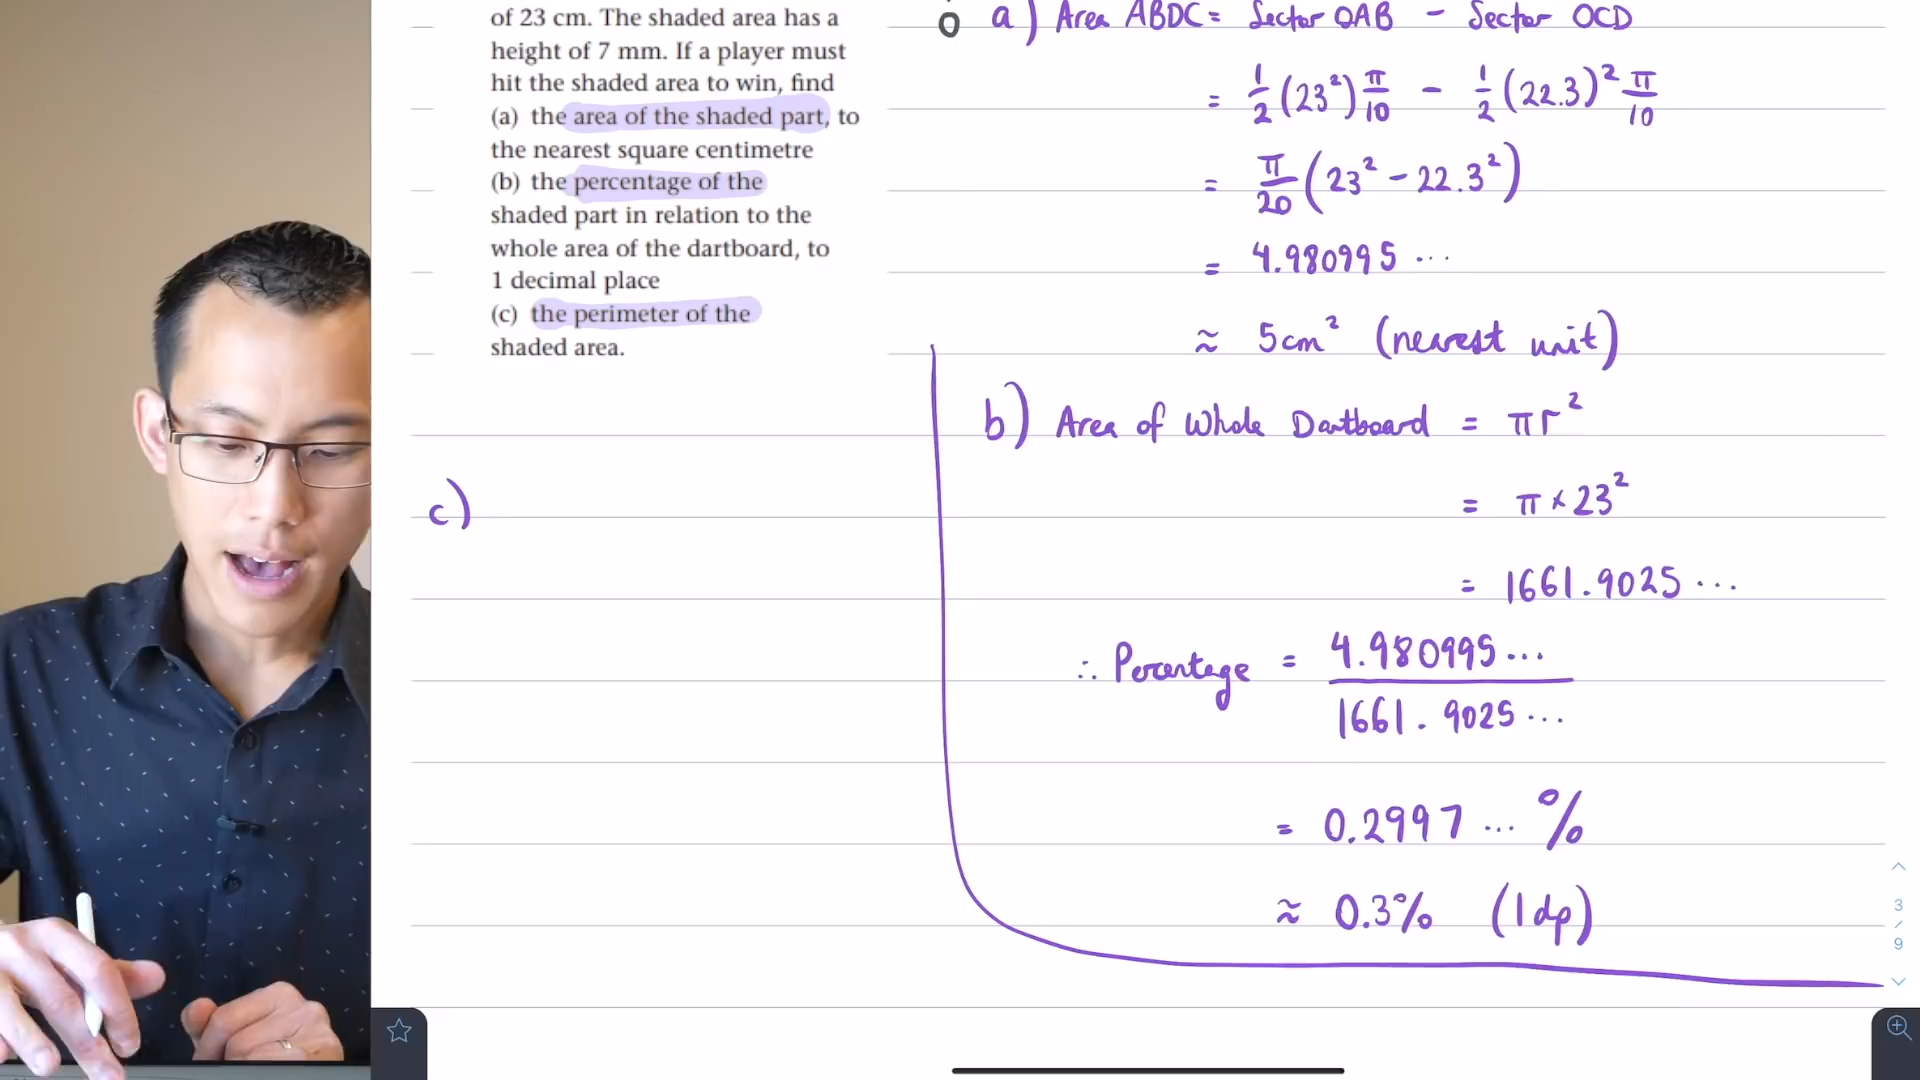 of 23 cm. The shaded area has a
height of 7 mm. If a player must
hit the shaded area to win, find
(a) the area of the shaded part, to
the nearest square centimetre
(b) the percentage of the
shaded part in relation to the
whole area of the dartboard, to
1 decimal place
(c) the perimeter of the
shaded area.
a) Area ABDC = Sector OAB - Sector OCD
= 1/2 (23²) π/10 - 1/2 (22.3)² π/10
= π/20 (23² - 22.3²)
= 4.980995 ...
≈ 5cm² (nearest unit)
b) Area of Whole Dartboard = πr²
= π × 23²
= 1661.9025 ...
∴ Percentage = 4.980995... / 1661.9025...
= 0.2997 ... %
≈ 0.3% (1dp)
c)
3
/
9